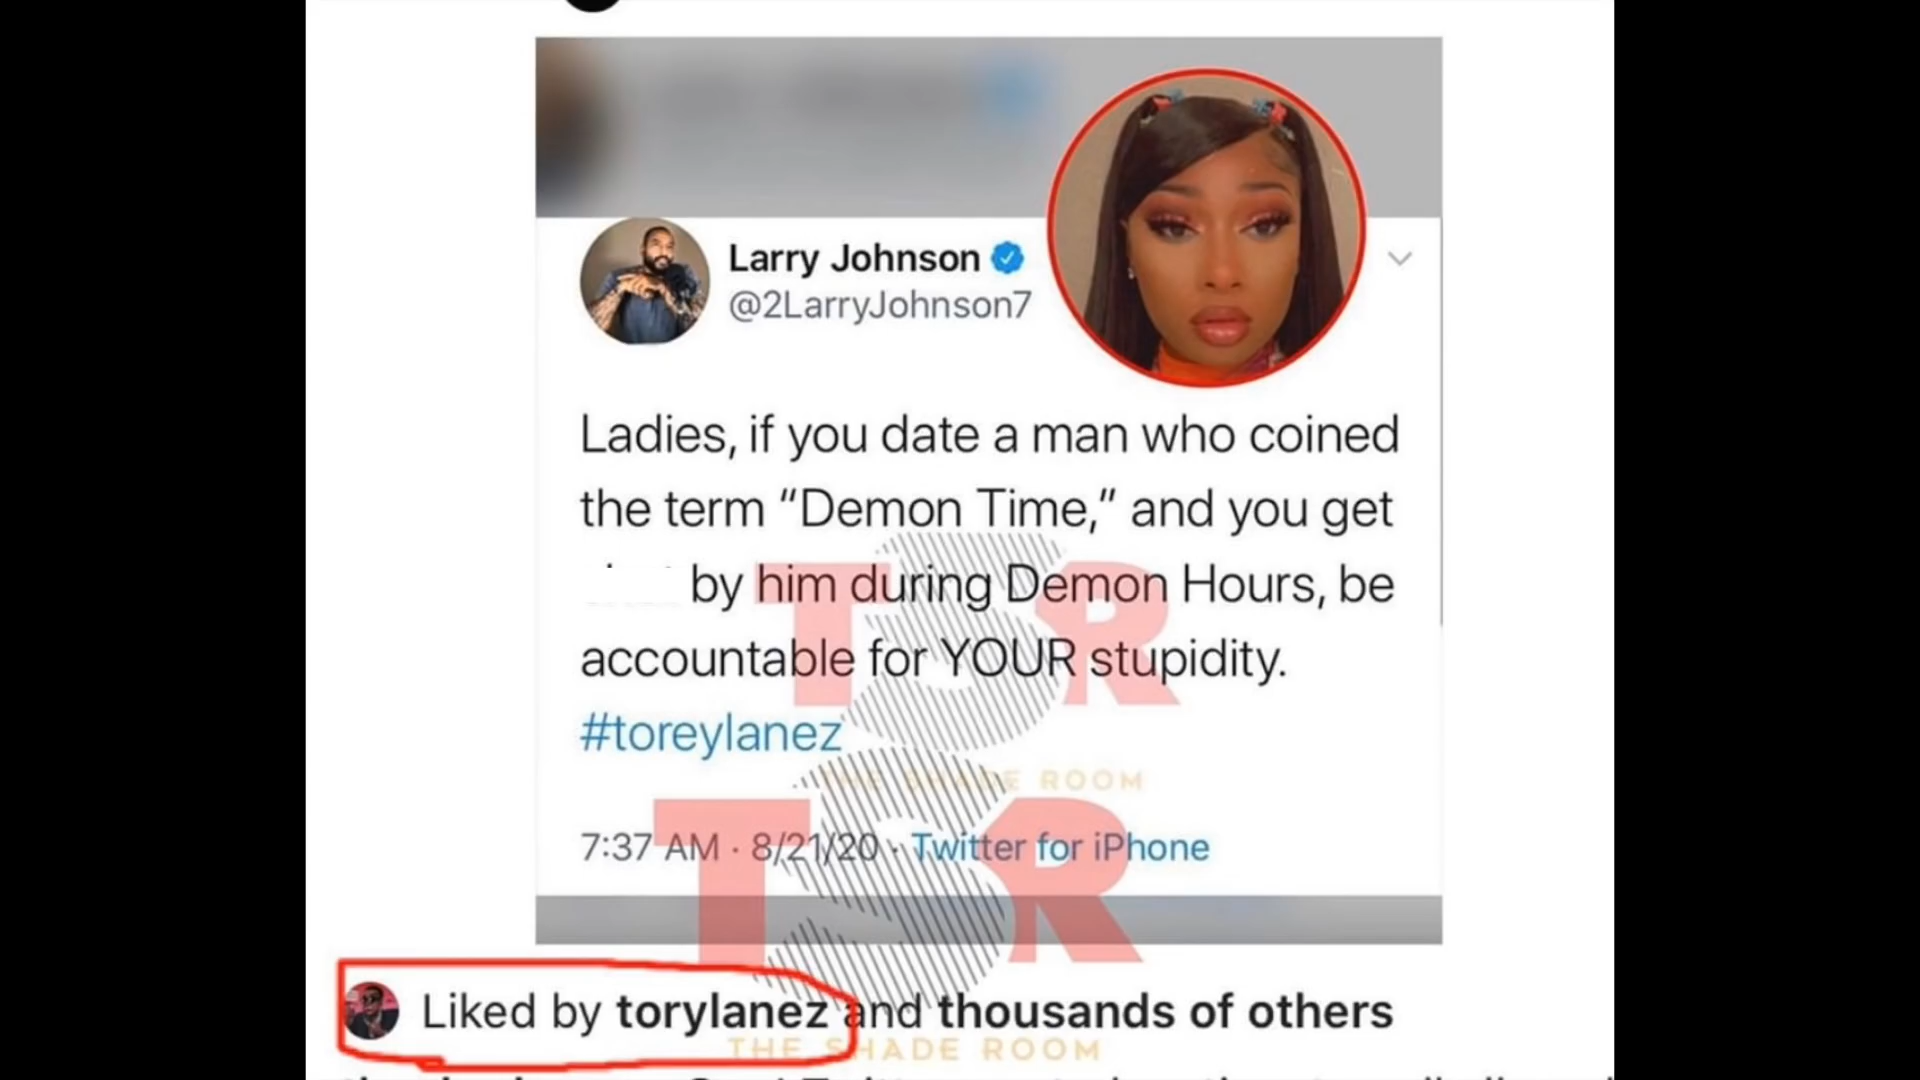 Larry Johnson
@2LarryJohnson7
Ladies, if you date a man who coined
the term “Demon Time,” and you get
by him during Demon Hours, be
accountable for YOUR stupidity.
#toreylanez
7:37 AM · 8/21/20 · Twitter for iPhone
TSR
THE SHADE ROOM
TSR
Liked by torylanez and thousands of others
THE SHADE ROOM